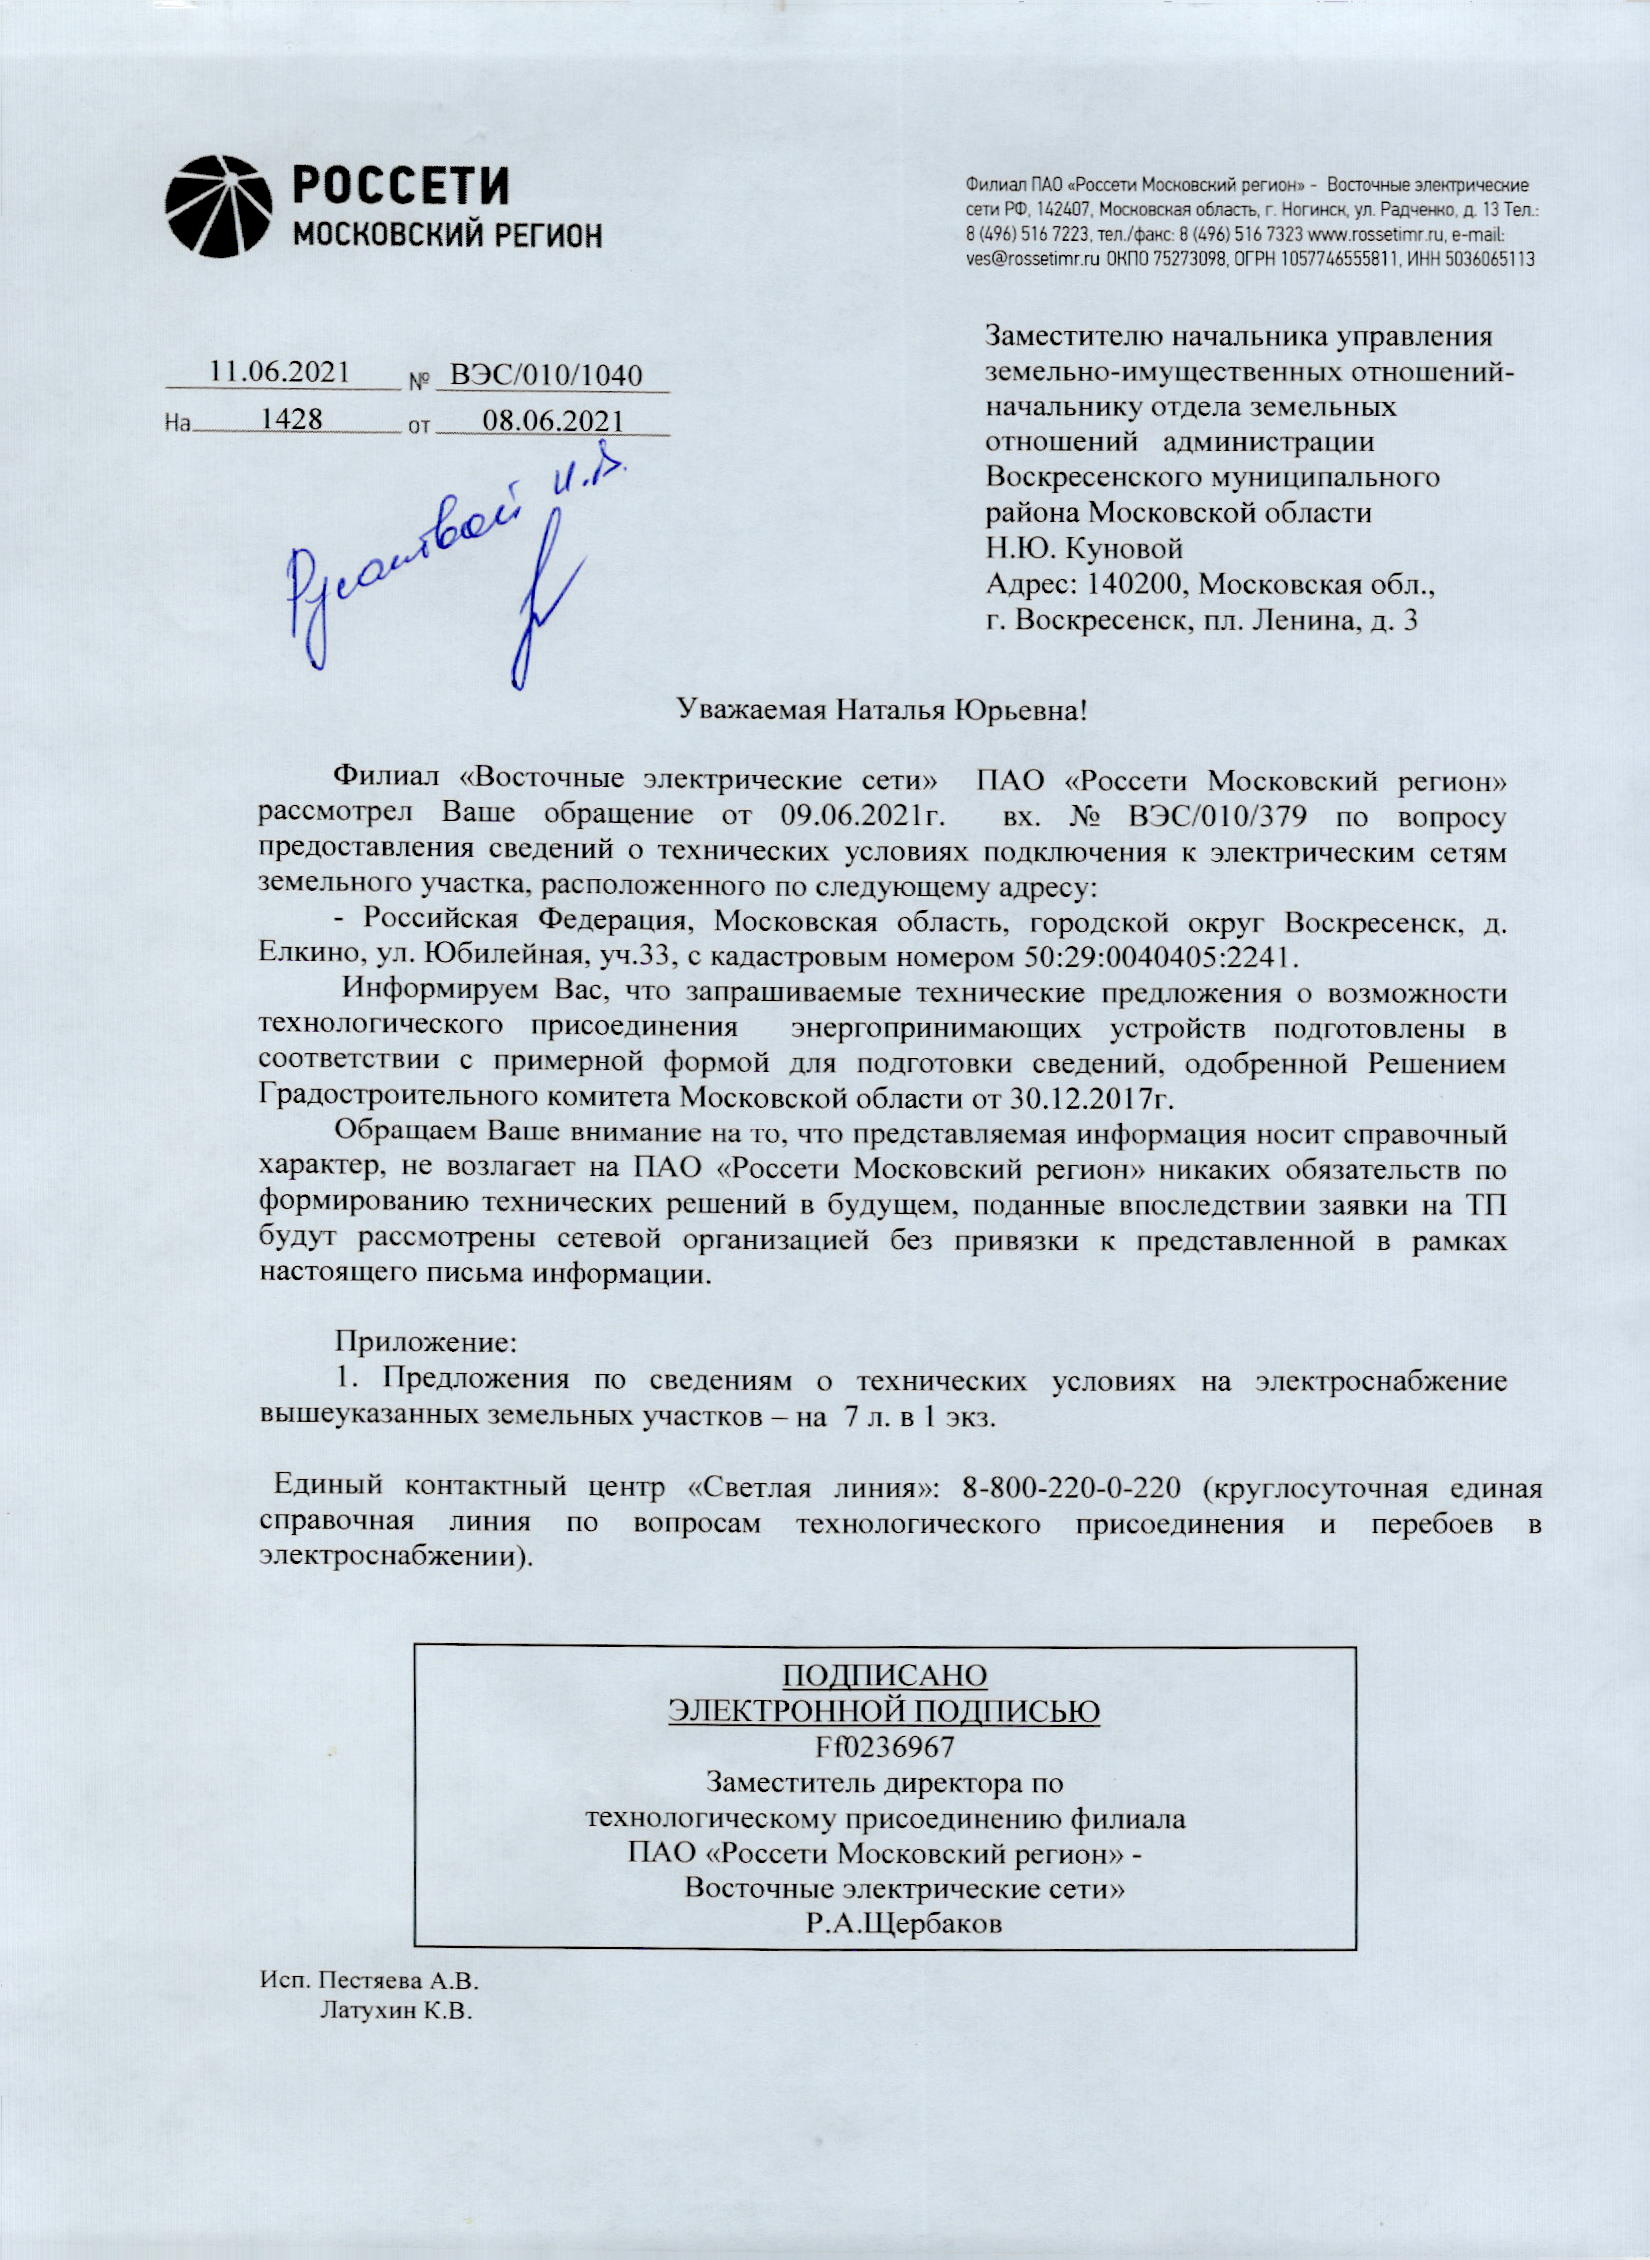 РОССЕТИ
МОСКОВСКИЙ РЕГИОН
Филиал ПАО «Россети Московский регион» - Восточные электрические
сети РФ, 142407, Московская область, г. Ногинск, ул. Радченко, д. 13 Тел.:
8 (496) 516 7223, тел./факс: 8 (496) 516 7323 www.rossetimr.ru, e-mail:
ves@rossetimr.ru ОКПО 75273098, ОГРН 1057746555811, ИНН 5036065113
11.06.2021 № ВЭС/010/1040
На 1428 от 08.06.2021
Заместителю начальника управления
земельно-имущественных отношений-
начальнику отдела земельных
отношений администрации
Воскресенского муниципального
района Московской области
Н.Ю. Куновой
Адрес: 140200, Московская обл.,
г. Воскресенск, пл. Ленина, д. 3
Уважаемая Наталья Юрьевна!
Филиал «Восточные электрические сети» ПАО «Россети Московский регион»
рассмотрел Ваше обращение от 09.06.2021г. вх. № ВЭС/010/379 по вопросу
предоставления сведений о технических условиях подключения к электрическим сетям
земельного участка, расположенного по следующему адресу:
- Российская Федерация, Московская область, городской округ Воскресенск, д.
Елкино, ул. Юбилейная, уч.33, с кадастровым номером 50:29:0040405:2241.
Информируем Вас, что запрашиваемые технические предложения о возможности
технологического присоединения энергопринимающих устройств подготовлены в
соответствии с примерной формой для подготовки сведений, одобренной Решением
Градостроительного комитета Московской области от 30.12.2017г.
Обращаем Ваше внимание на то, что представляемая информация носит справочный
характер, не возлагает на ПАО «Россети Московский регион» никаких обязательств по
формированию технических решений в будущем, поданные впоследствии заявки на ТП
будут рассмотрены сетевой организацией без привязки к представленной в рамках
настоящего письма информации.
Приложение:
1. Предложения по сведениям о технических условиях на электроснабжение
вышеуказанных земельных участков – на 7 л. в 1 экз.
Единый контактный центр «Светлая линия»: 8-800-220-0-220 (круглосуточная единая
справочная линия по вопросам технологического присоединения и перебоев в
электроснабжении).
ПОДПИСАНО
ЭЛЕКТРОННОЙ ПОДПИСЬЮ
Ff0236967
Заместитель директора по
технологическому присоединению филиала
ПАО «Россети Московский регион» -
Восточные электрические сети»
Р.А.Щербаков
Исп. Пестяева А.В.
Латухин К.В.